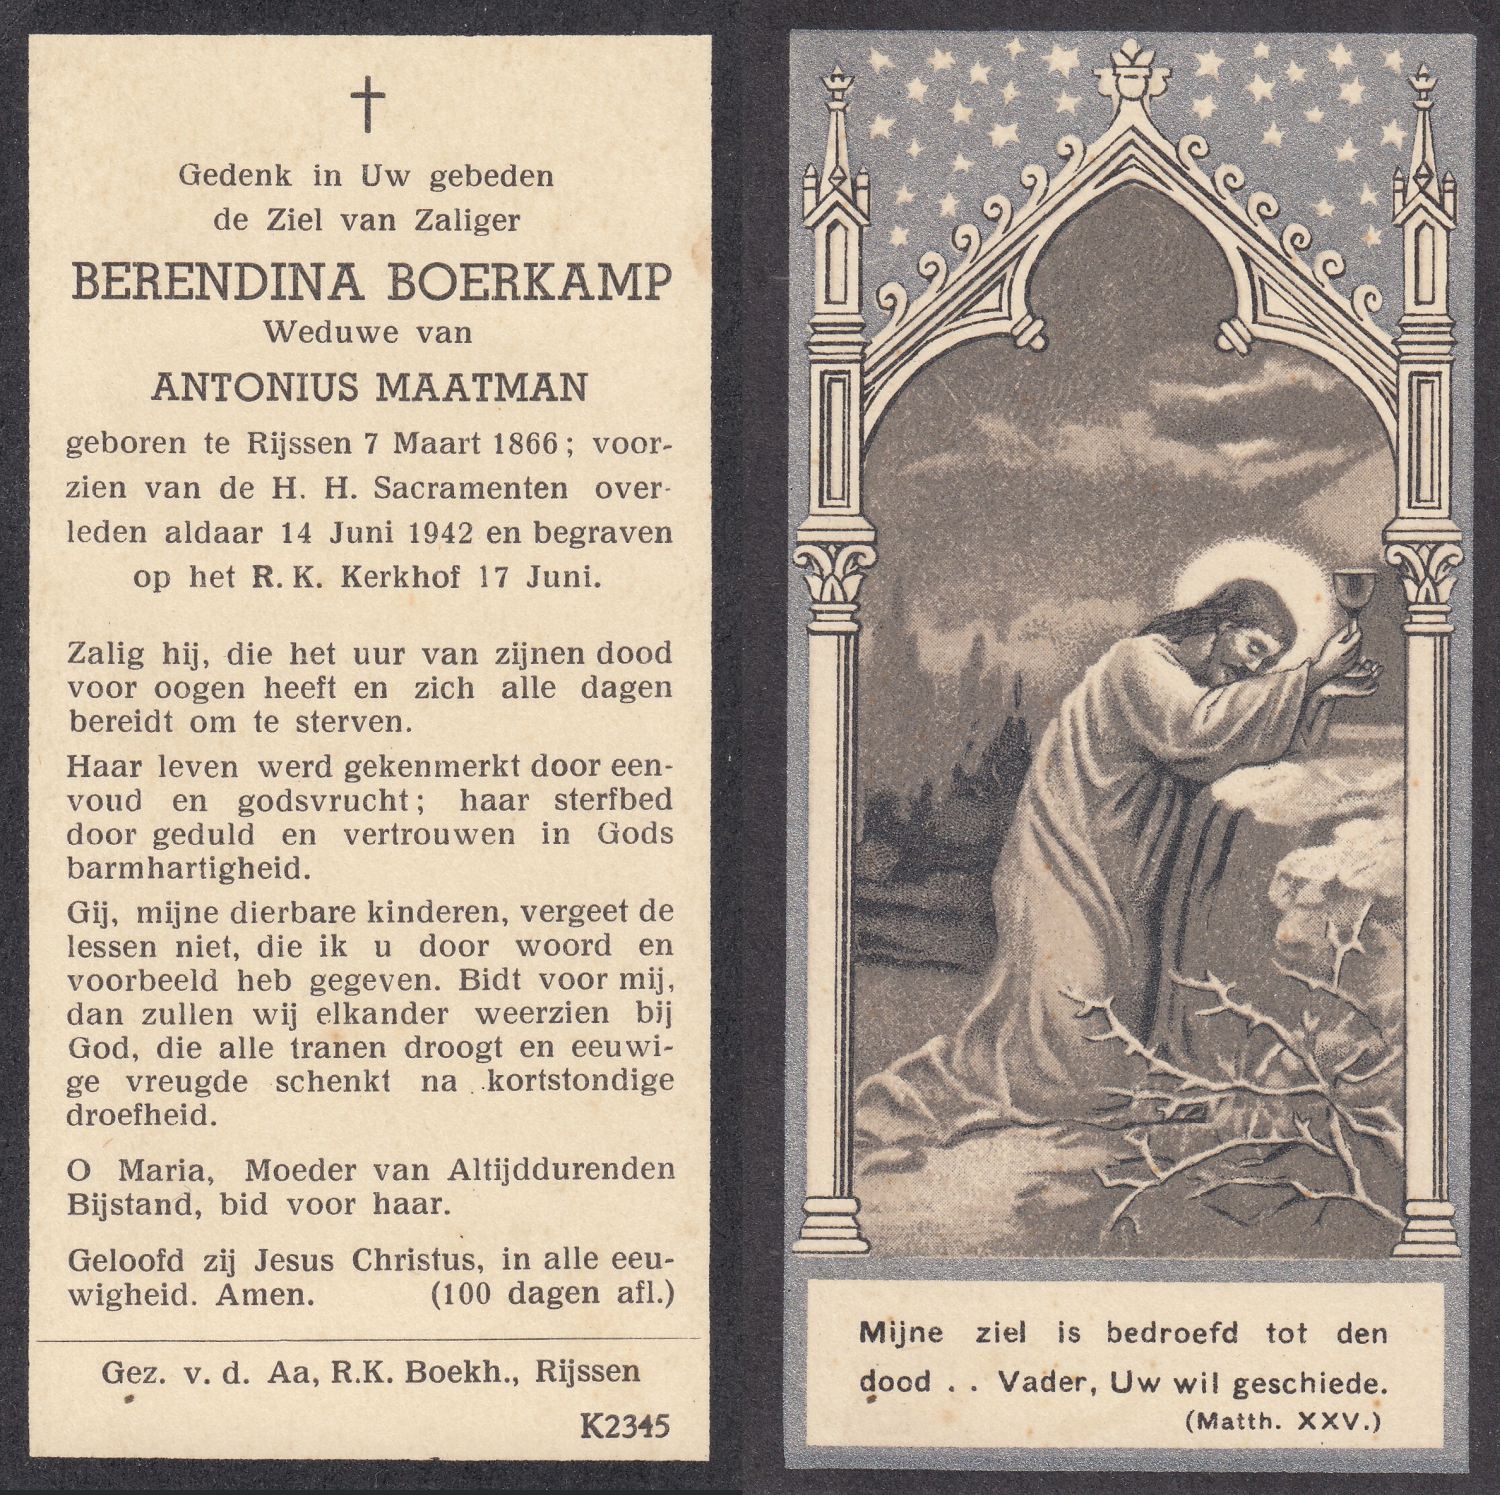 Gedenk in Uw gebeden
de Ziel van Zaliger
BERENDINA BOERKAMP
Weduwe van
ANTONIUS MAATMAN
geboren te Rijssen 7 Maart 1866; voor-
zien van de H. H. Sacramenten over-
leden aldaar 14 Juni 1942 en begraven
op het R. K. Kerkhof 17 Juni.
Zalig hij, die het uur van zijnen dood
voor oogen heeft en zich alle dagen
bereidt om te sterven.
Haar leven werd gekenmerkt door een-
voud en godsvrucht; haar sterfbed
door geduld en vertrouwen in Gods
barmhartigheid.
Gij, mijne dierbare kinderen, vergeet de
lessen niet, die ik u door woord en
voorbeeld heb gegeven. Bidt voor mij,
dan zullen wij elkander weerzien bij
God, die alle tranen droogt en eeuwi-
ge vreugde schenkt na kortstondige
droefheid.
O Maria, Moeder van Altijddurenden
Bijstand, bid voor haar.
Geloofd zij Jesus Christus, in alle eeu-
wigheid. Amen. (100 dagen afl.)
Gez. v. d. Aa, R.K. Boekh., Rijssen
K2345
Mijne ziel is bedroefd tot den
dood . . Vader, Uw wil geschiede.
(Matth. XXV.)